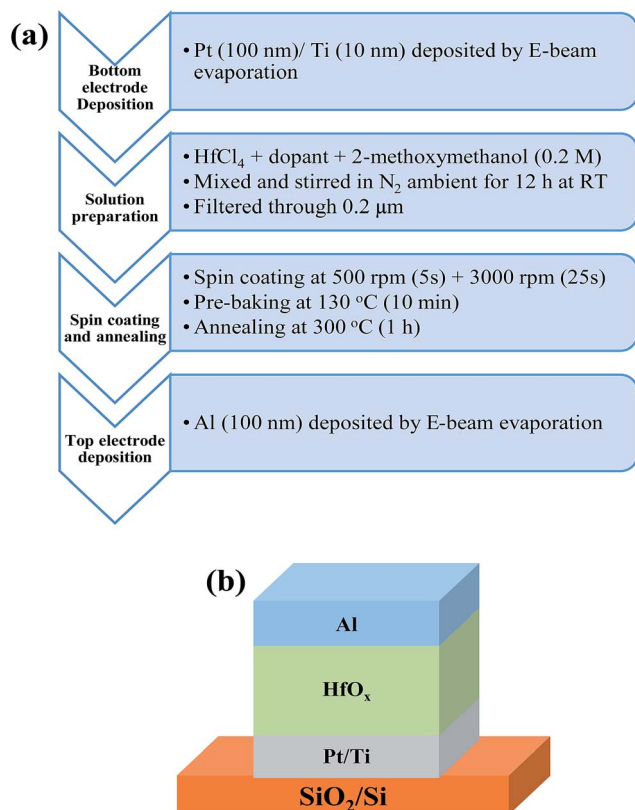 (a)
Bottom
electrode
Deposition
• Pt (100 nm)/ Ti (10 nm) deposited by E-beam
evaporation
Solution
preparation
• HfCl₄ + dopant + 2-methoxymethanol (0.2 M)
• Mixed and stirred in N₂ ambient for 12 h at RT
• Filtered through 0.2 μm
Spin coating
and annealing
• Spin coating at 500 rpm (5s) + 3000 rpm (25s)
• Pre-baking at 130 °C (10 min)
• Annealing at 300 °C (1 h)
Top electrode
deposition
• Al (100 nm) deposited by E-beam evaporation
(b)
Al
HfOₓ
Pt/Ti
SiO₂/Si